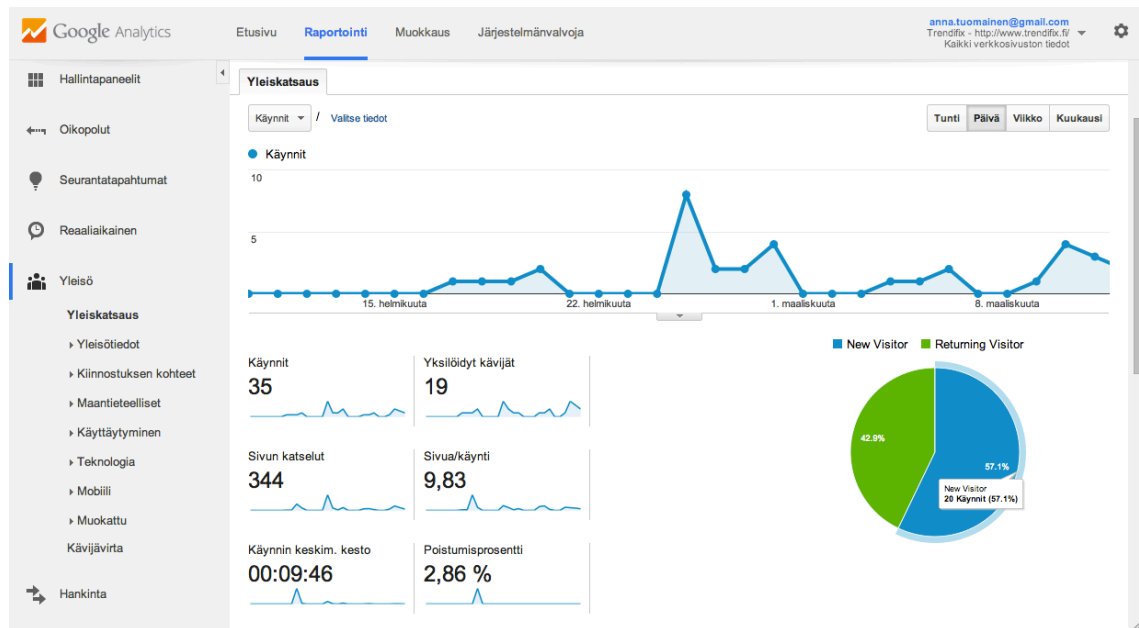 Google Analytics
Etusivu
Raportointi
Muokkaus
Järjestelmänvalvoja
anna.tuomainen@gmail.com
Trendifix - http://www.trendifix.fi/
Kaikki verkkosivuston tiedot
Hallintapaneelit
Oikopolut
Seurantatapahtumat
Reaaliaikainen
Yleisö
Yleiskatsaus
Yleisötiedot
Kiinnostuksen kohteet
Maantieteelliset
Käyttäytyminen
Teknologia
Mobiili
Muokattu
Kävijävirta
Hankinta
Yleiskatsaus
Käynnit / Valitse tiedot
Tunti Päivä Viikko Kuukausi
Käynnit
10
5
15. helmikuuta
22. helmikuuta
1. maaliskuuta
8. maaliskuuta
Käynnit
35
Yksilöidyt kävijät
19
Sivun katselut
344
Sivua/käynti
9,83
Käynnin keskim. kesto
00:09:46
Poistumisprosentti
2,86 %
New Visitor
Returning Visitor
42.9%
57.1%
New Visitor
20 Käynnit (57.1%)